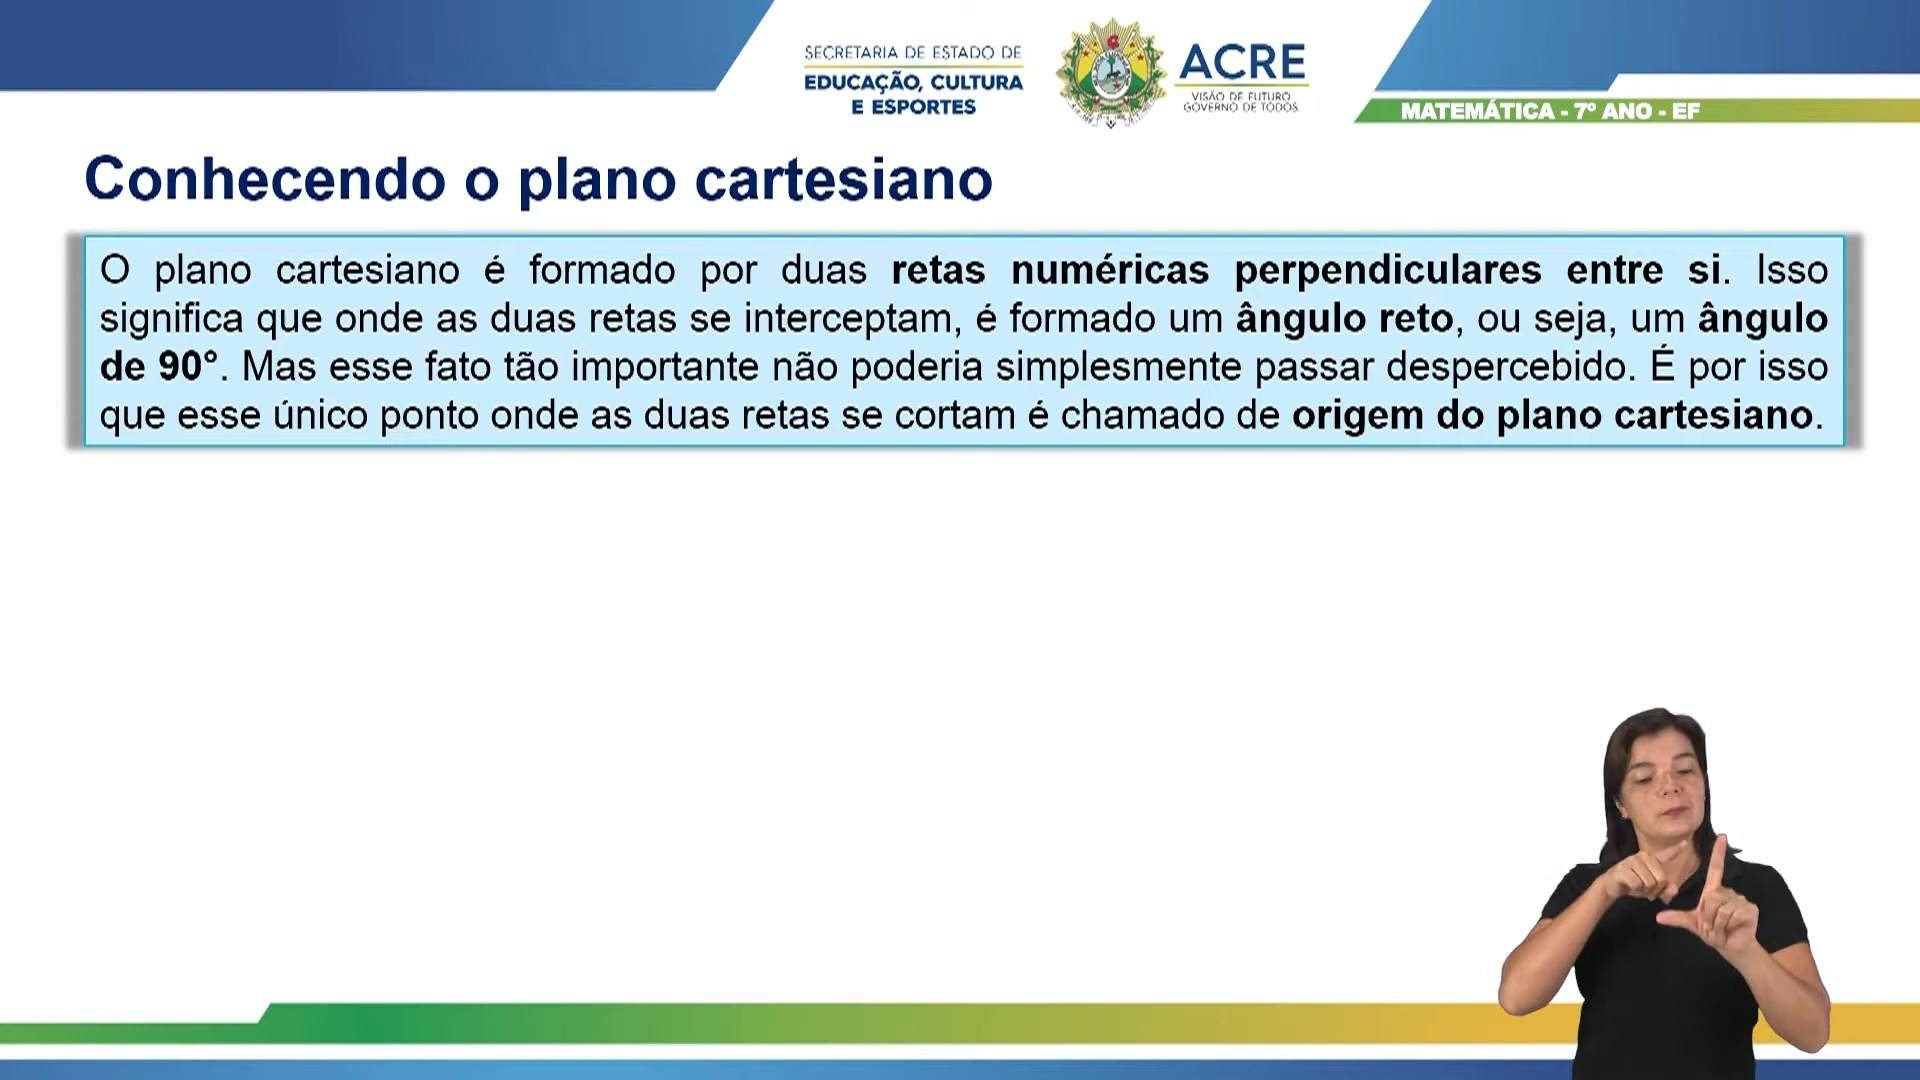 SECRETARIA DE ESTADO DE
EDUCAÇÃO, CULTURA
E ESPORTES
ACRE
VISÃO DE FUTURO.
GOVERNO DE TODOS.
MATEMÁTICA - 7º ANO - EF
Conhecendo o plano cartesiano
O plano cartesiano é formado por duas retas numéricas perpendiculares entre si. Isso
significa que onde as duas retas se interceptam, é formado um ângulo reto, ou seja, um ângulo
de 90°. Mas esse fato tão importante não poderia simplesmente passar despercebido. É por isso
que esse único ponto onde as duas retas se cortam é chamado de origem do plano cartesiano.